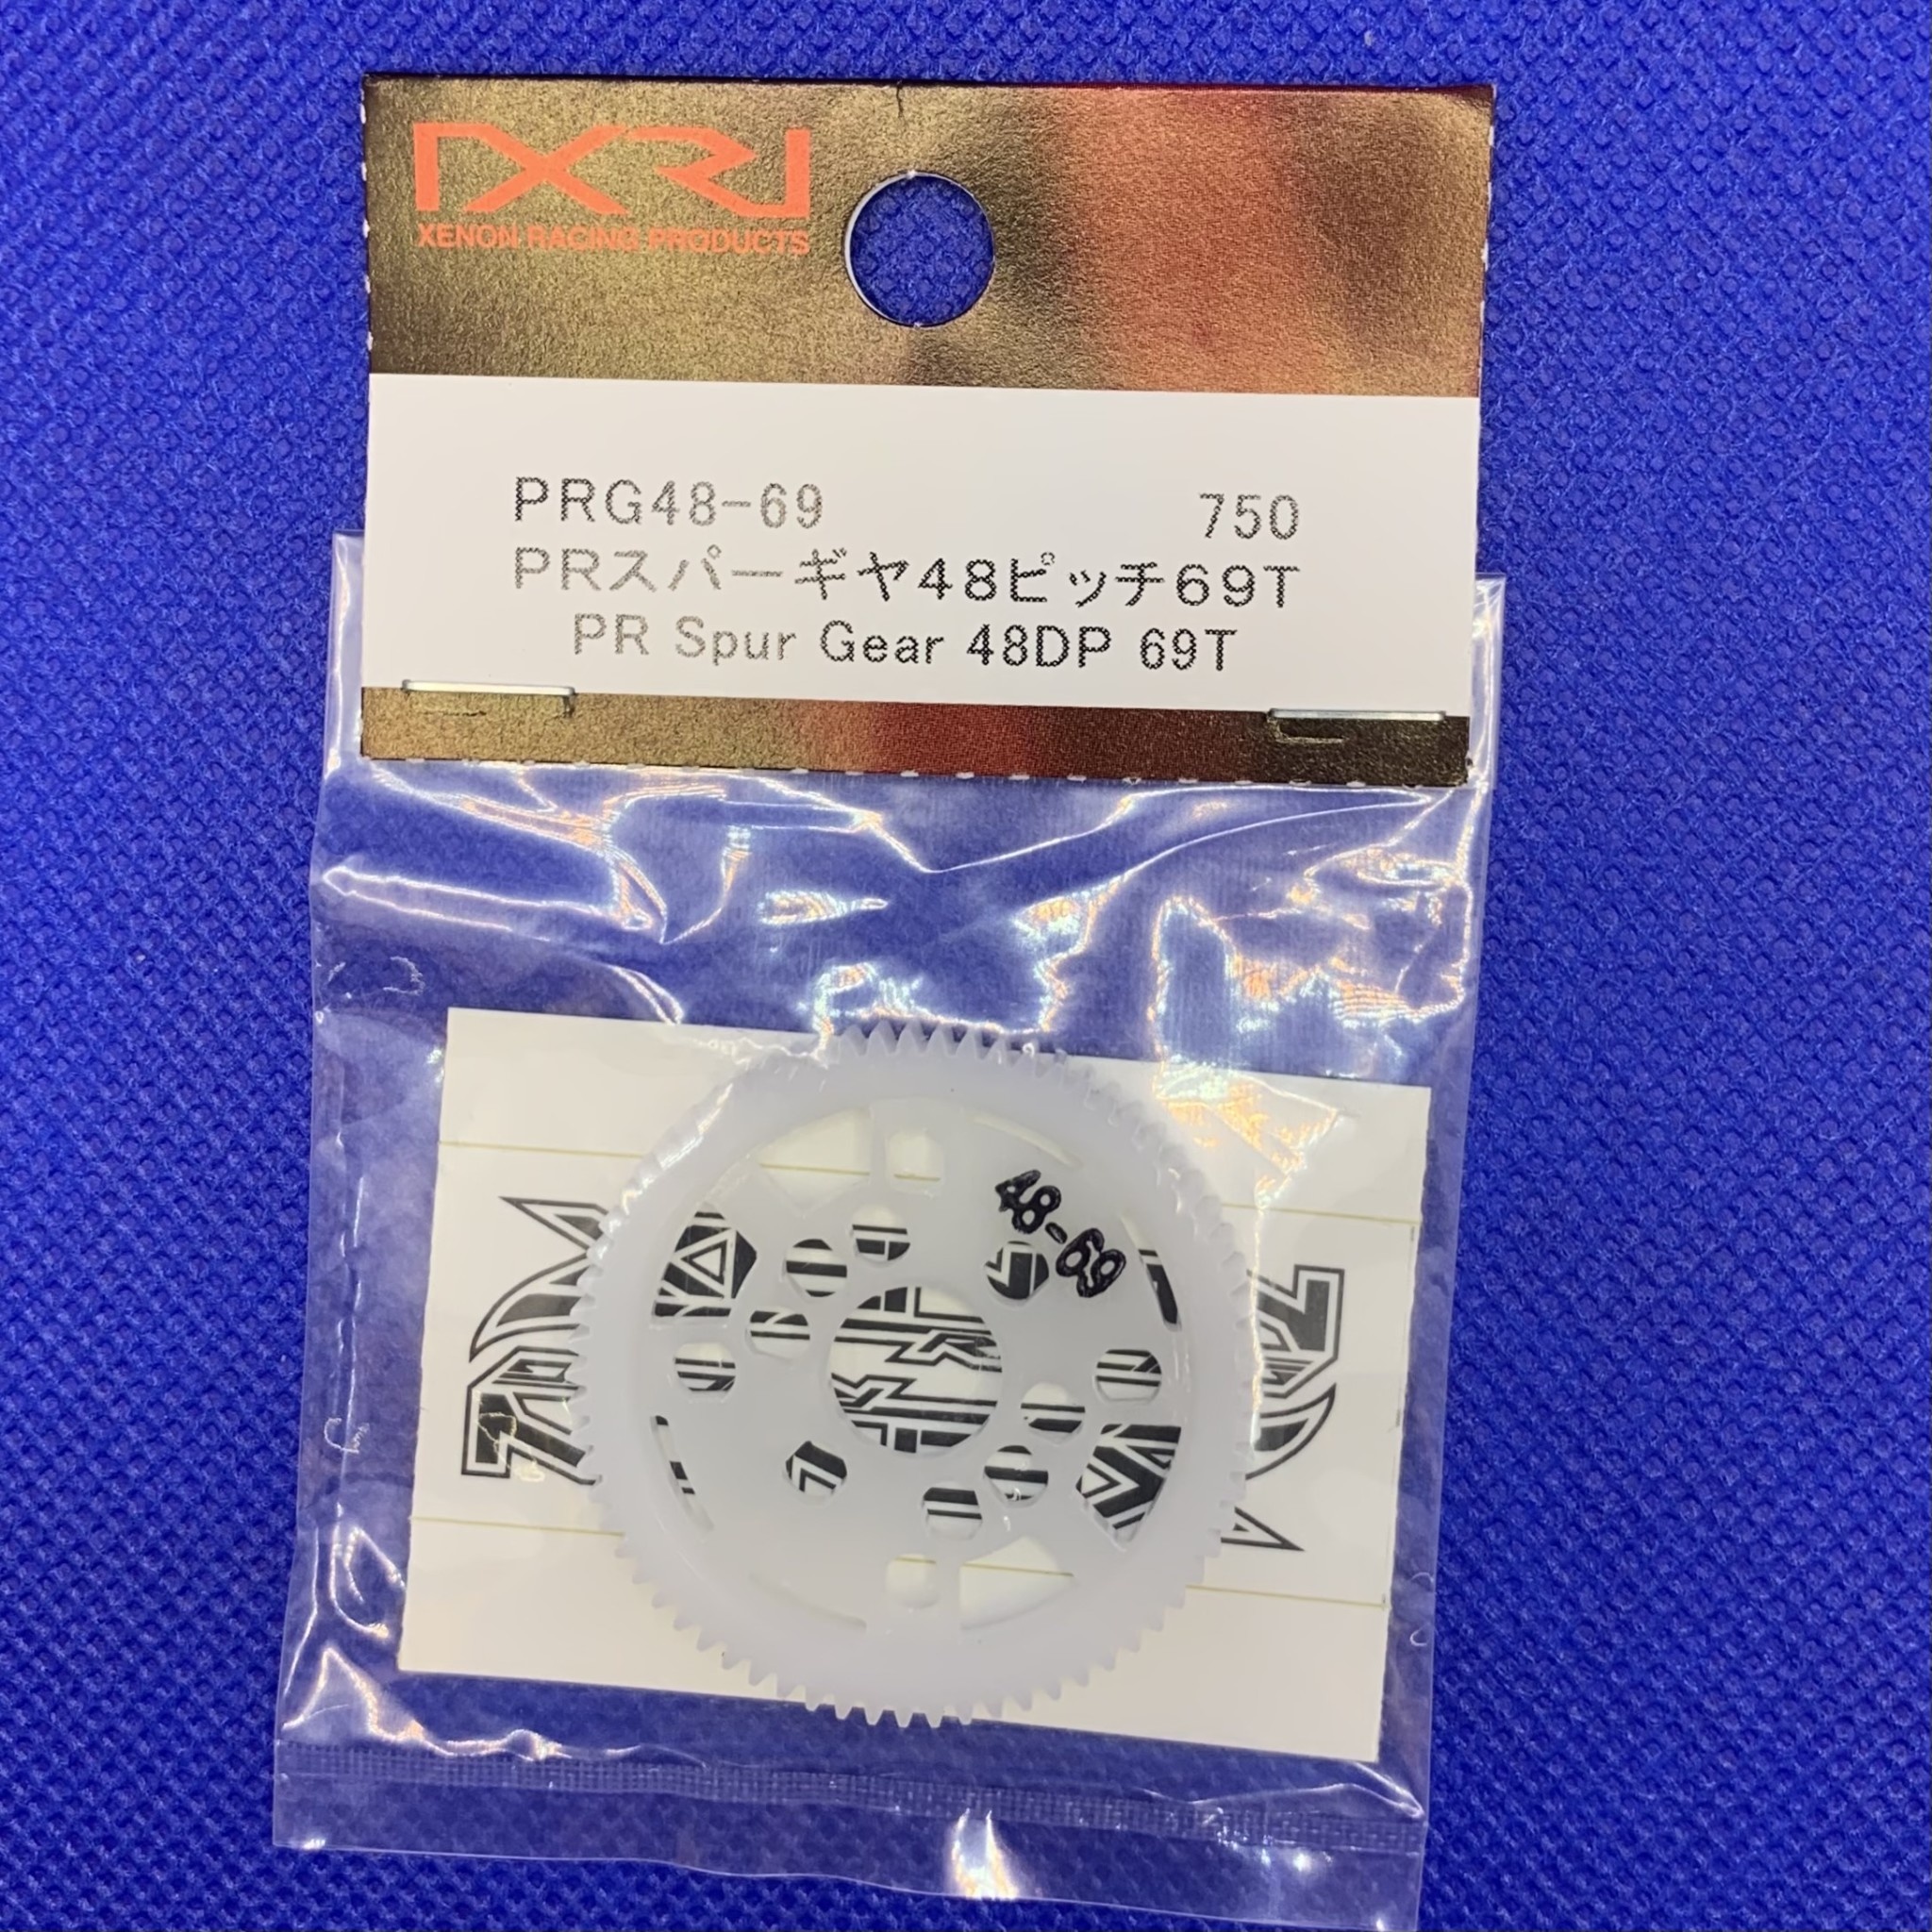 XENON RACING PRODUCTS
PRG48-69 750
PRスパーギヤ48ピッチ69T
PR Spur Gear 48DP 69T
48-69